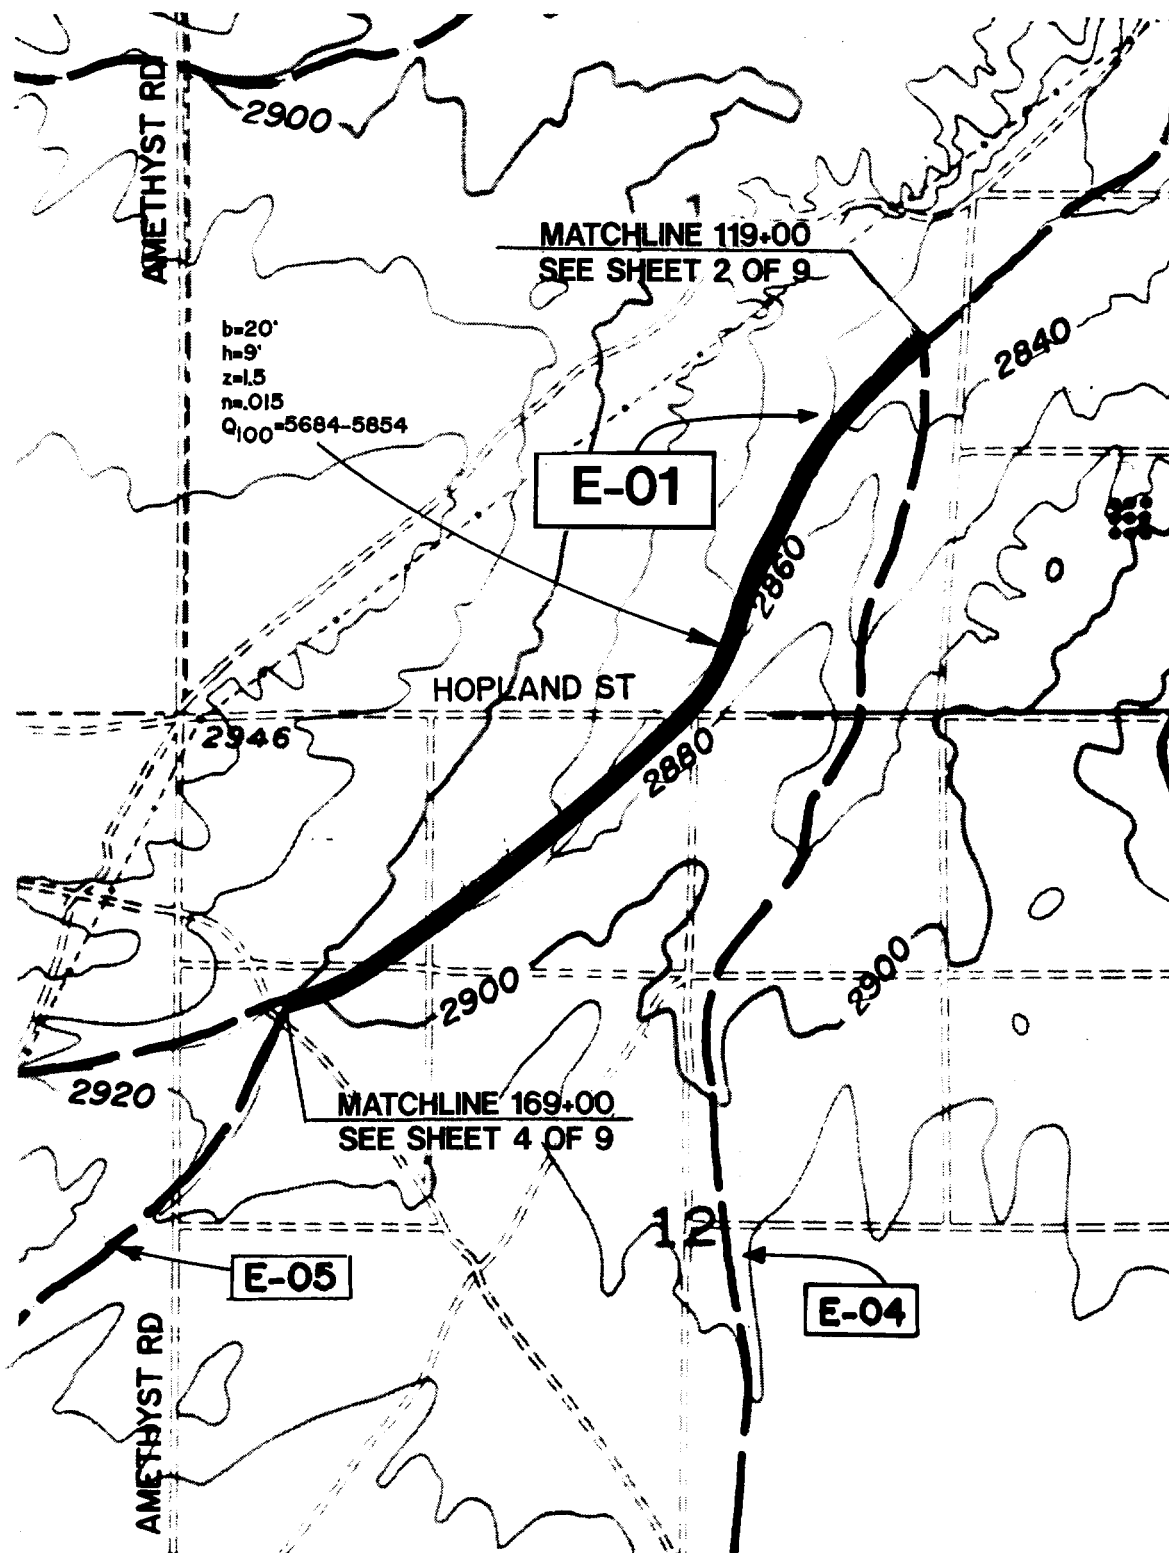 AMETHYST RD
2900
1
MATCHLINE 119+00
SEE SHEET 2 OF 9
b=20'
h=9'
z=1.5
n=.015
Q100=5684-5854
2840
E-01
2860
HOPLAND ST
2946
2880
2900
2900
2920
MATCHLINE 169+00
SEE SHEET 4 OF 9
12
E-05
E-04
AMETHYST RD